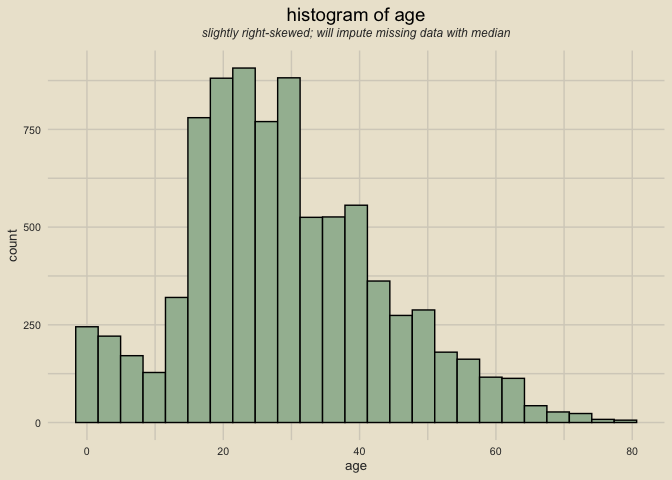 histogram of age
slightly right-skewed; will impute missing data with median
count
750
500
250
0
0
20
40
60
80
age